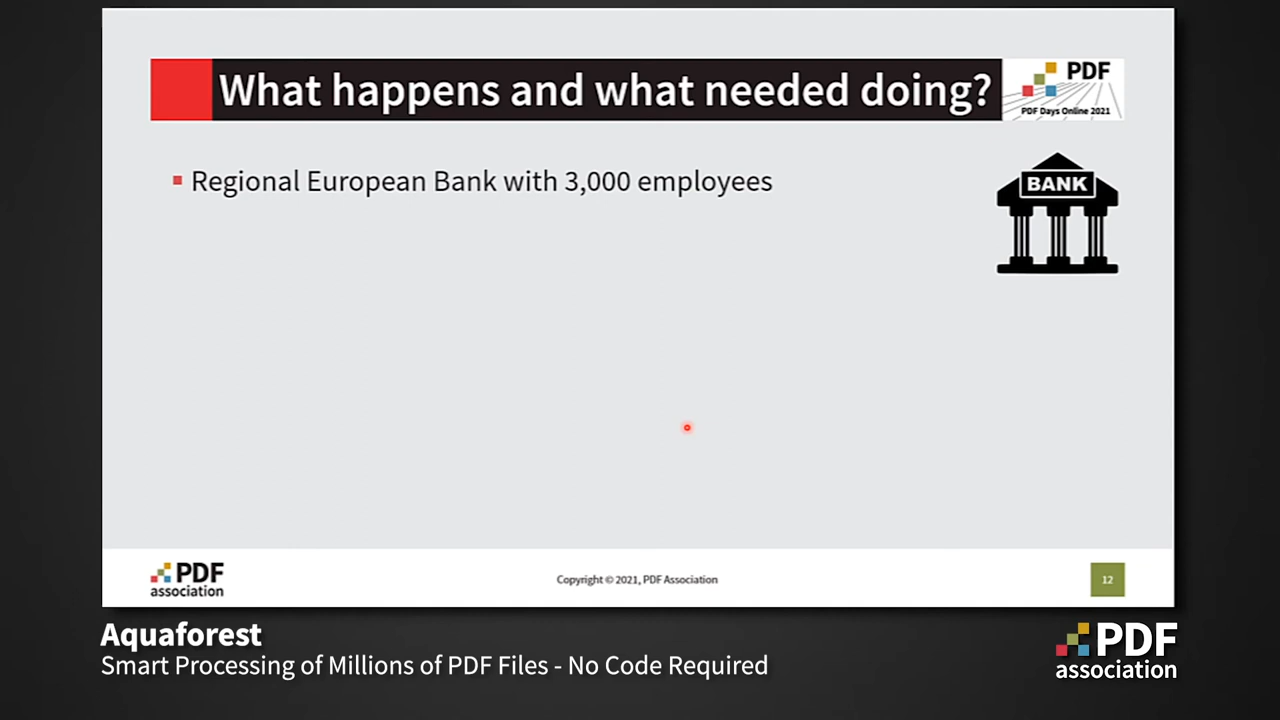 What happens and what needed doing?
PDF
PDF Days Online 2021
Regional European Bank with 3,000 employees
BANK
PDF
association
Copyright © 2021, PDF Association
12
Aquaforest
Smart Processing of Millions of PDF Files - No Code Required
PDF
association